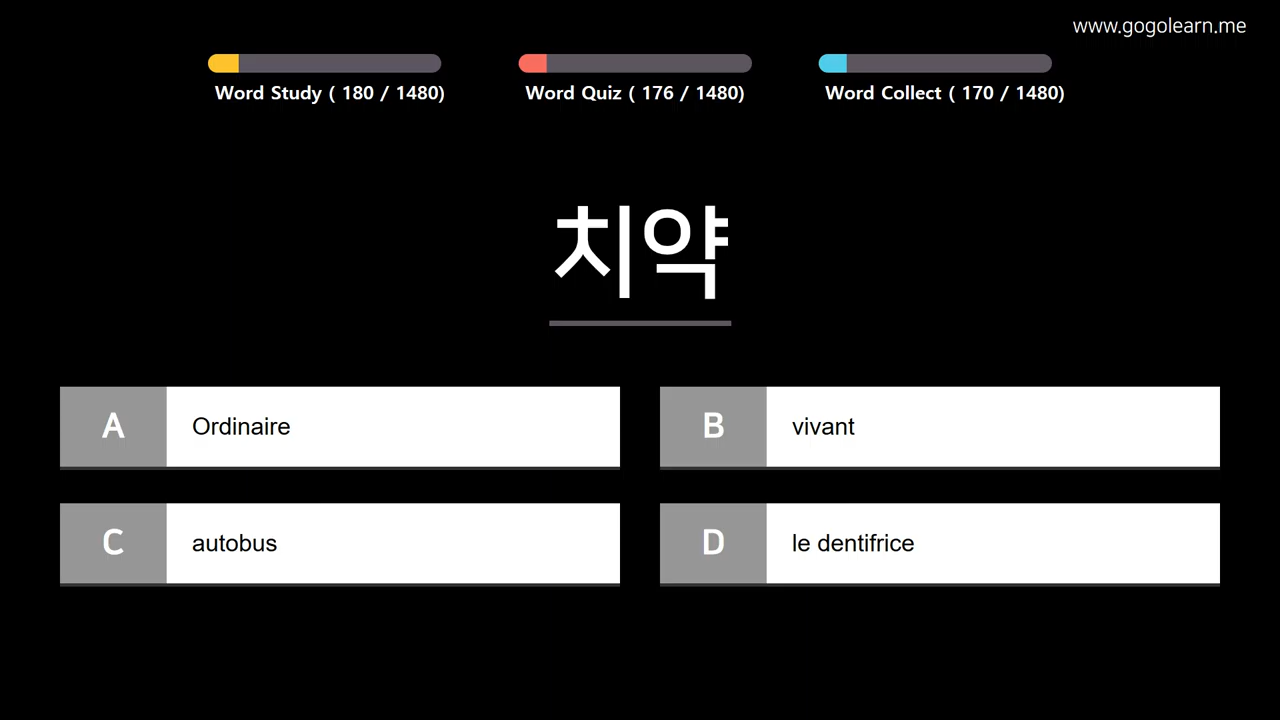 www.gogolearn.me
Word Study ( 180 / 1480)
Word Quiz ( 176 / 1480)
Word Collect ( 170 / 1480)
치약
A Ordinaire
B vivant
C autobus
D le dentifrice